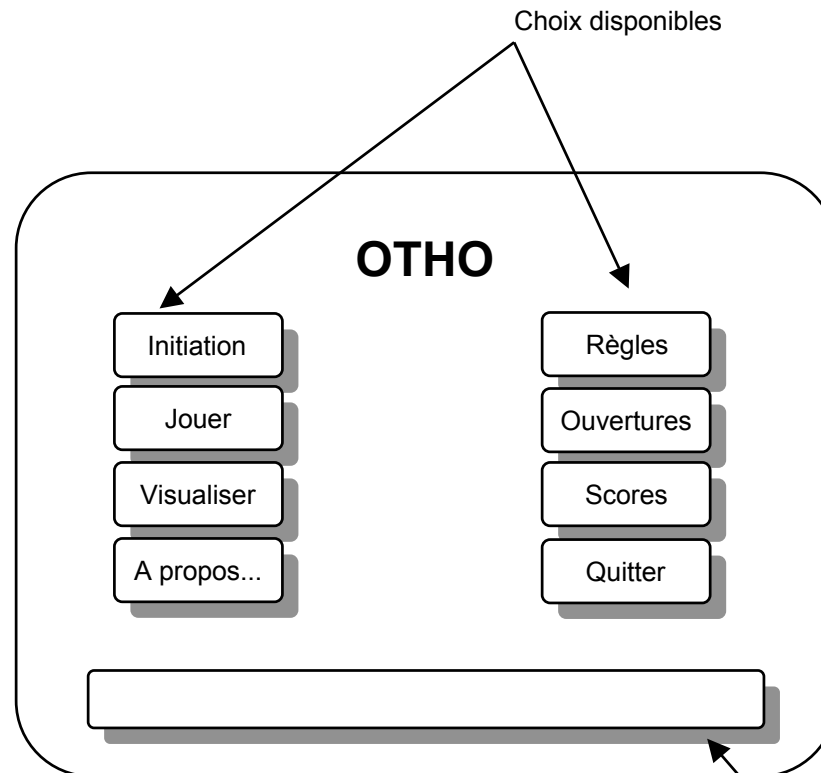 Choix disponibles
OTHO
Initiation
Jouer
Visualiser
A propos...
Règles
Ouvertures
Scores
Quitter